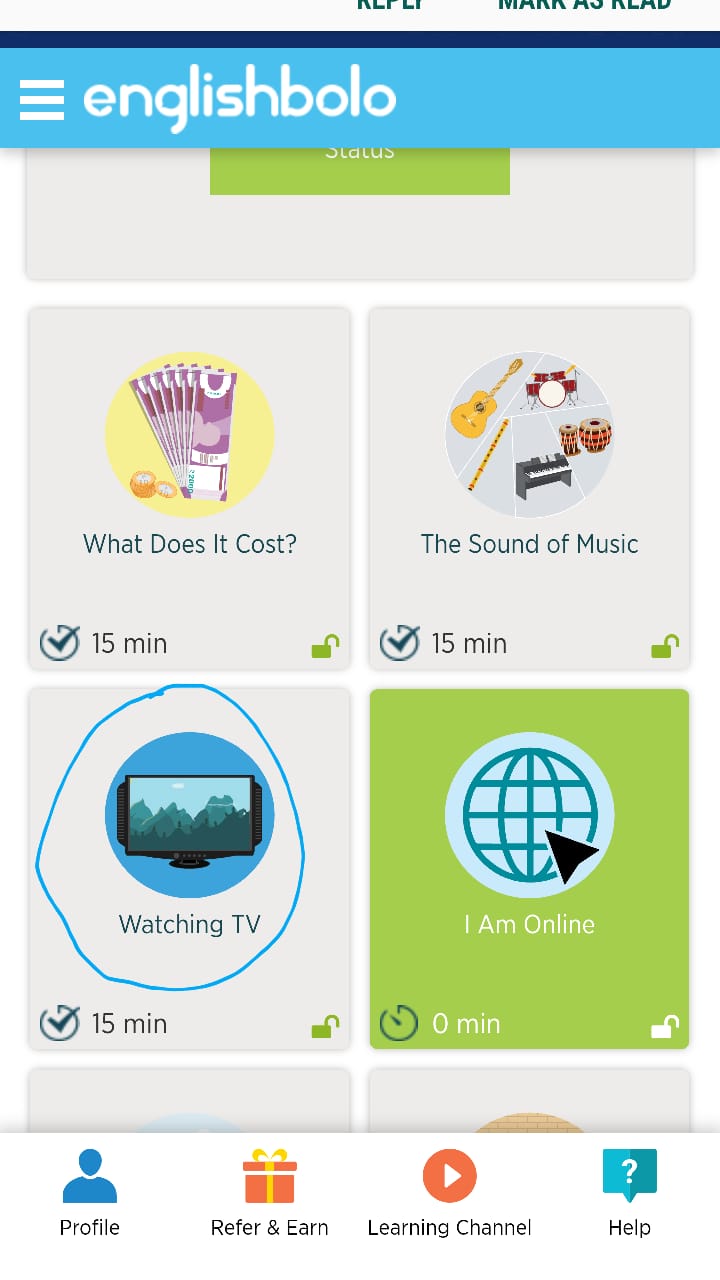 REPLY MARK AS READ
englishbolo
Status
What Does It Cost? The Sound of Music
15 min 15 min
Watching TV I Am Online
15 min 0 min
Profile Refer & Earn Learning Channel Help
?